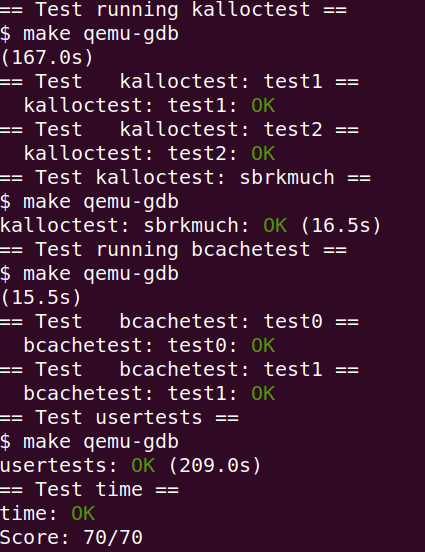 == Test running kalloctest ==
$ make qemu-gdb
(167.0s)
== Test   kalloctest: test1 ==
  kalloctest: test1: OK
== Test   kalloctest: test2 ==
  kalloctest: test2: OK
== Test kalloctest: sbrkmuch ==
$ make qemu-gdb
kalloctest: sbrkmuch: OK (16.5s)
== Test running bcachetest ==
$ make qemu-gdb
(15.5s)
== Test   bcachetest: test0 ==
  bcachetest: test0: OK
== Test   bcachetest: test1 ==
  bcachetest: test1: OK
== Test usertests ==
$ make qemu-gdb
usertests: OK (209.0s)
== Test time ==
time: OK
Score: 70/70